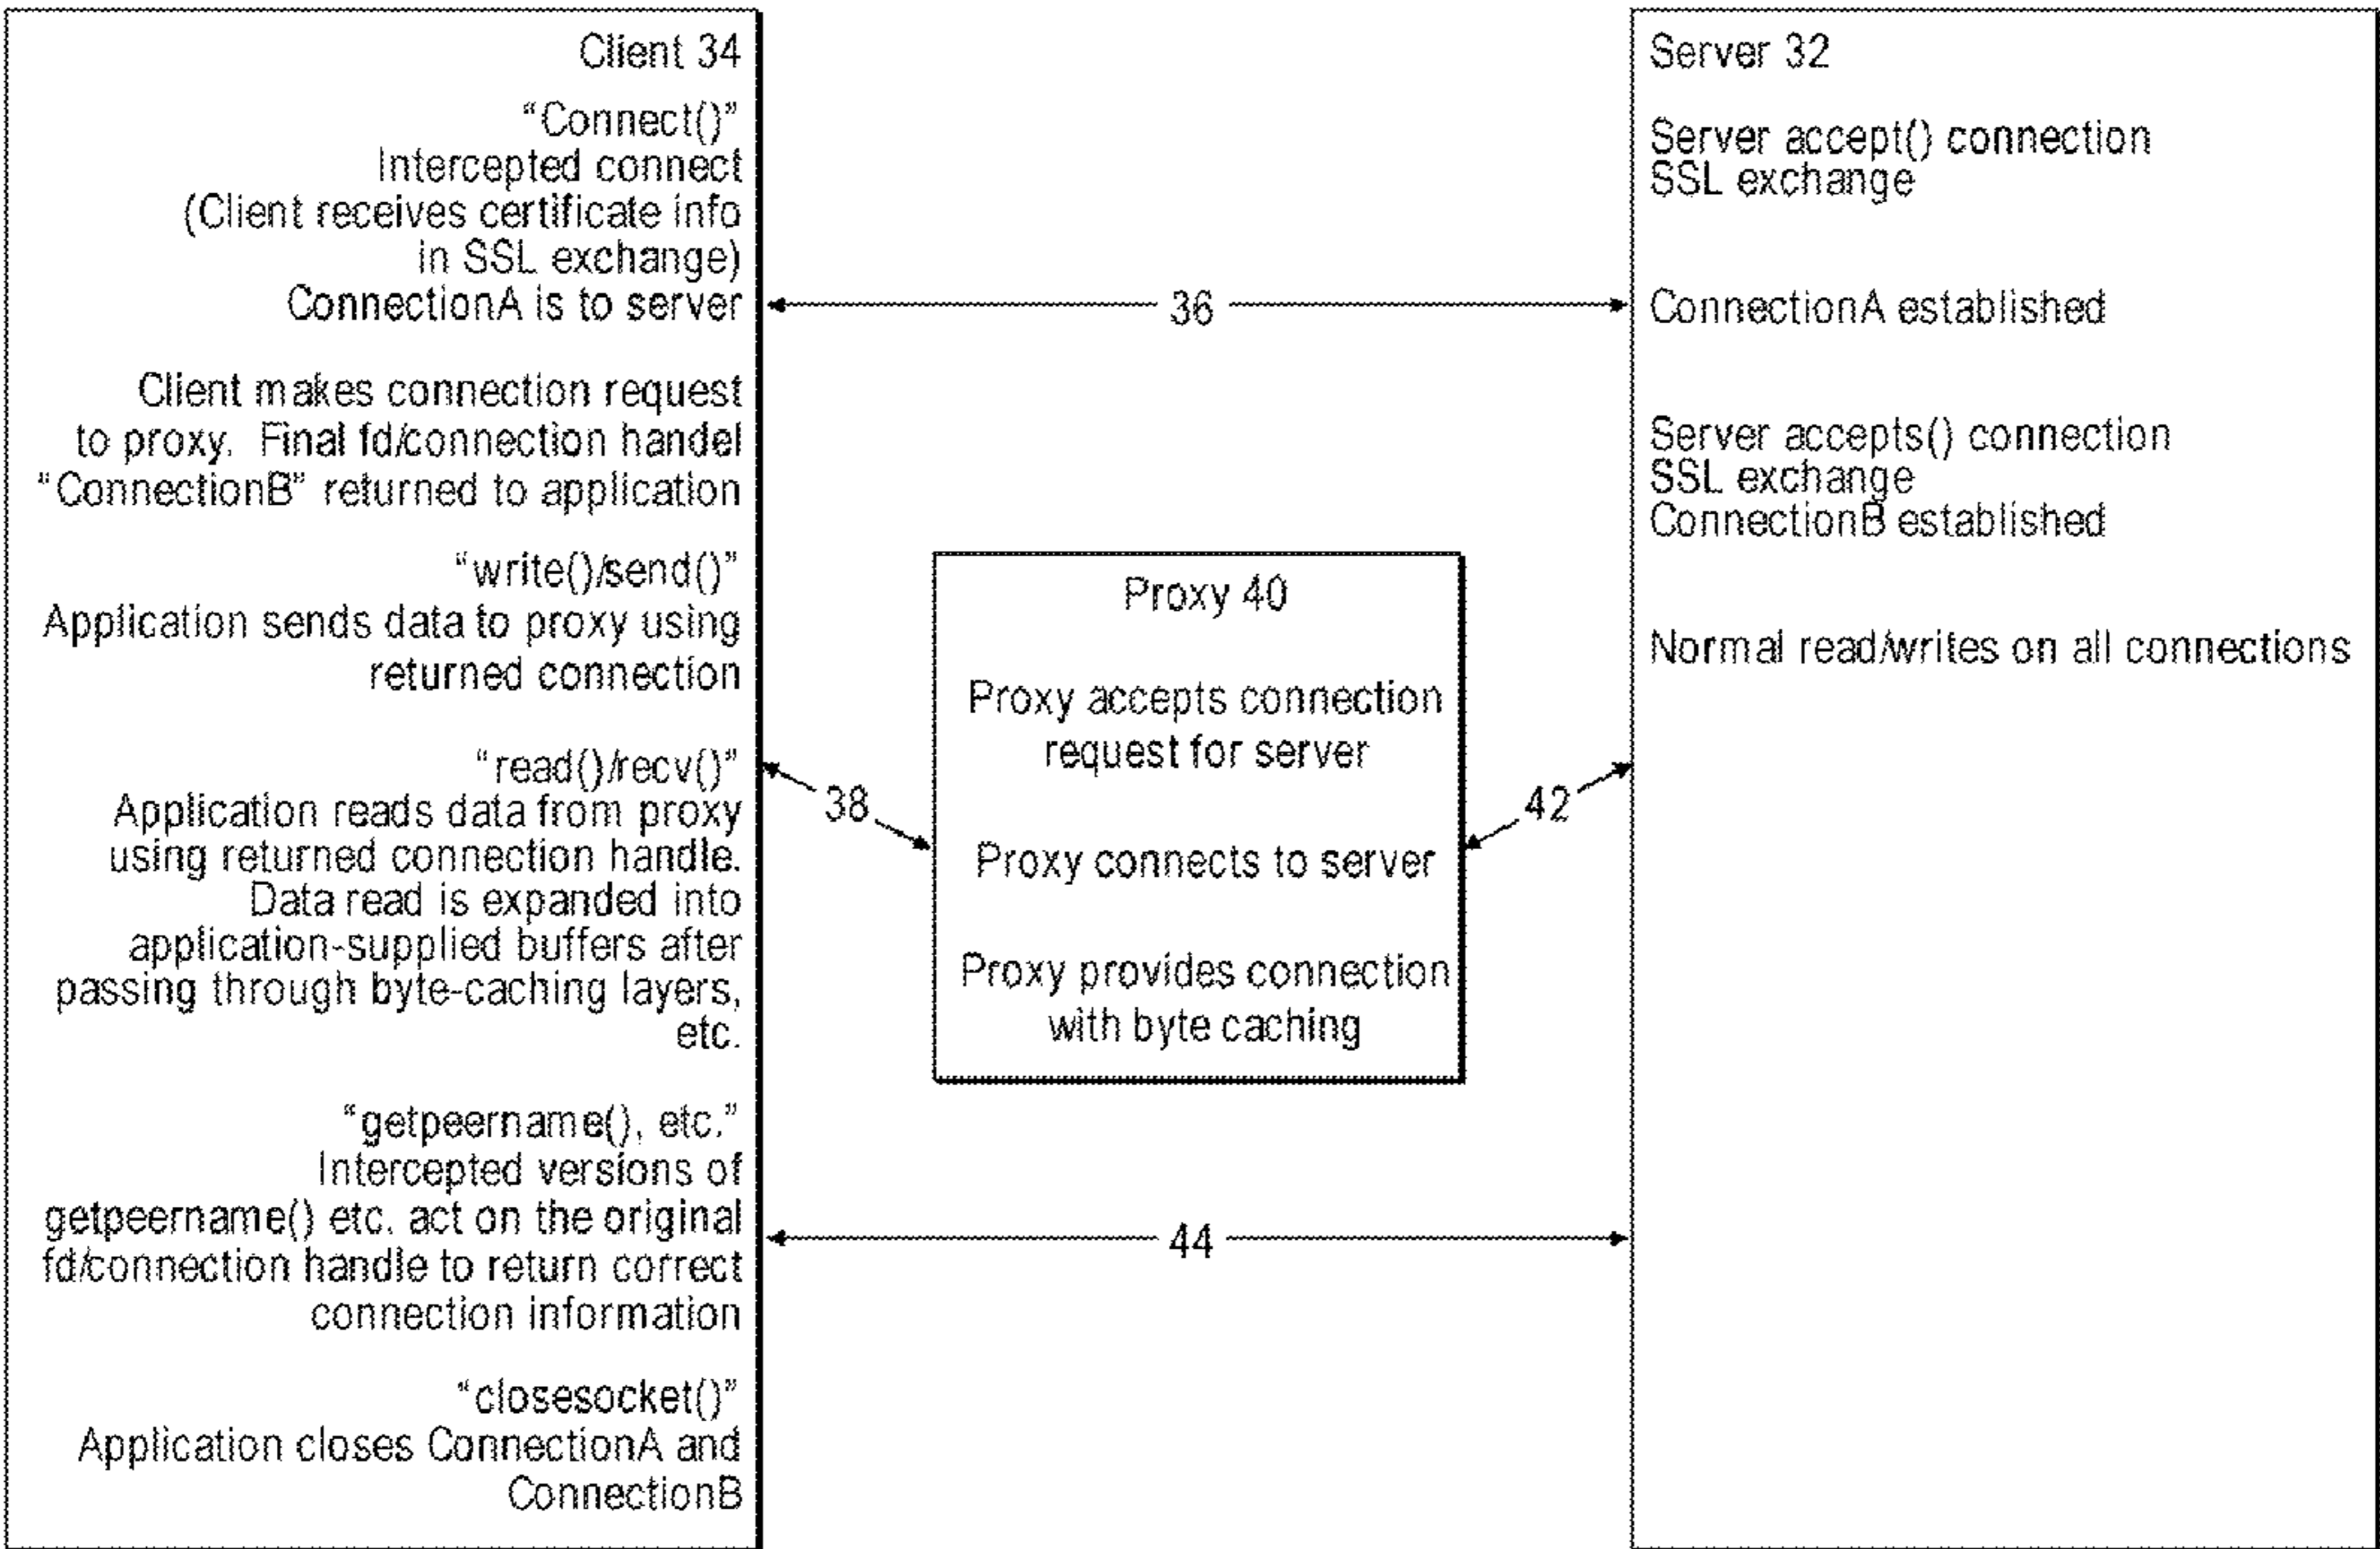 Client 34
“Connect()”
Intercepted connect
(Client receives certificate info
in SSL exchange)
ConnectionA is to server
Client makes connection request
to proxy. Final fd/connection handel
“ConnectionB” returned to application
“write()/send()”
Application sends data to proxy using
returned connection
“read()/recv()”
Application reads data from proxy
using returned connection handle.
Data read is expanded into
application-supplied buffers after
passing through byte-caching layers,
etc.
“getpeername(), etc.”
Intercepted versions of
getpeername() etc. act on the original
fd/connection handle to return correct
connection information
“closesocket()”
Application closes ConnectionA and
ConnectionB
36
38
Proxy 40
Proxy accepts connection
request for server
Proxy connects to server
Proxy provides connection
with byte caching
42
44
Server 32
Server accept() connection
SSL exchange
ConnectionA established
Server accepts() connection
SSL exchange
ConnectionB established
Normal read/writes on all connections